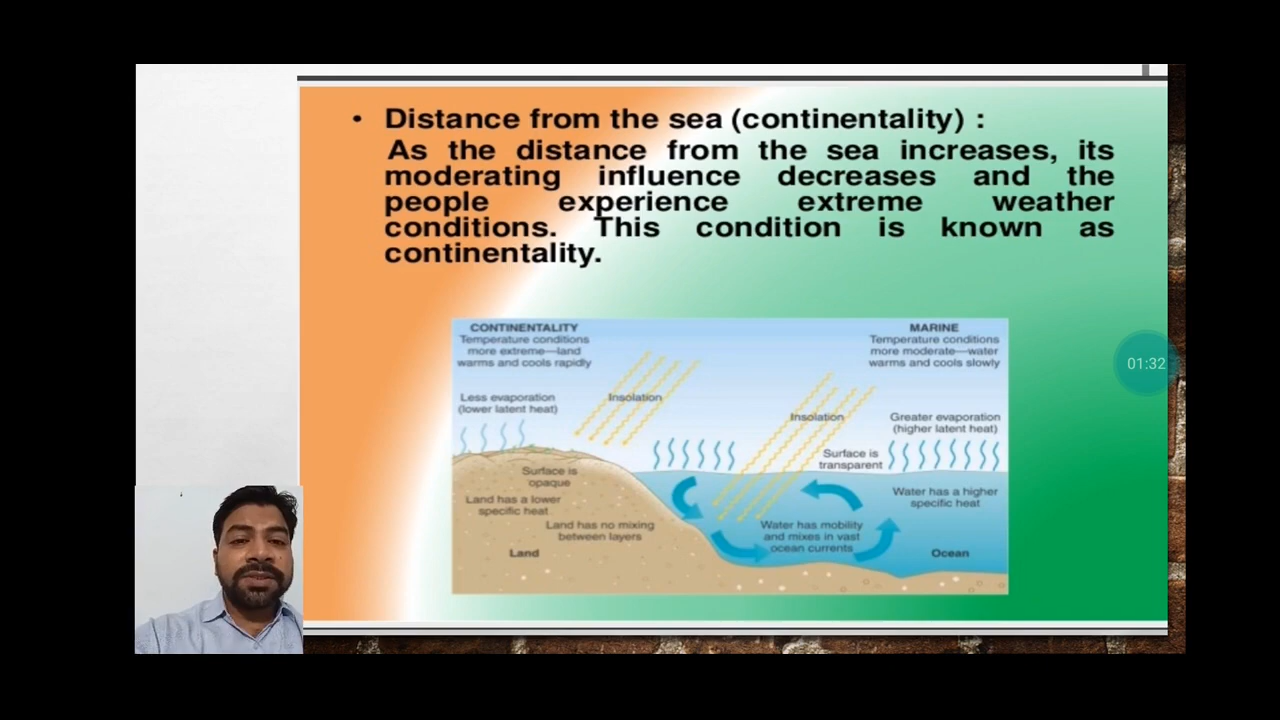 • Distance from the sea (continentality) :
As the distance from the sea increases, its
moderating influence decreases and the
people experience extreme weather
conditions. This condition is known as
continentality.
CONTINENTALITY
Temperature conditions
more extreme—land
warms and cools rapidly
MARINE
Temperature conditions
more moderate—water
warms and cools slowly
01:32
Less evaporation
(lower latent heat)
Insolation
Insolation
Greater evaporation
(higher latent heat)
Surface is
transparent
Surface is
opaque
Land has a lower
specific heat
Water has a higher
specific heat
Land has no mixing
between layers
Water has mobility
and mixes in vast
ocean currents
Land
Ocean